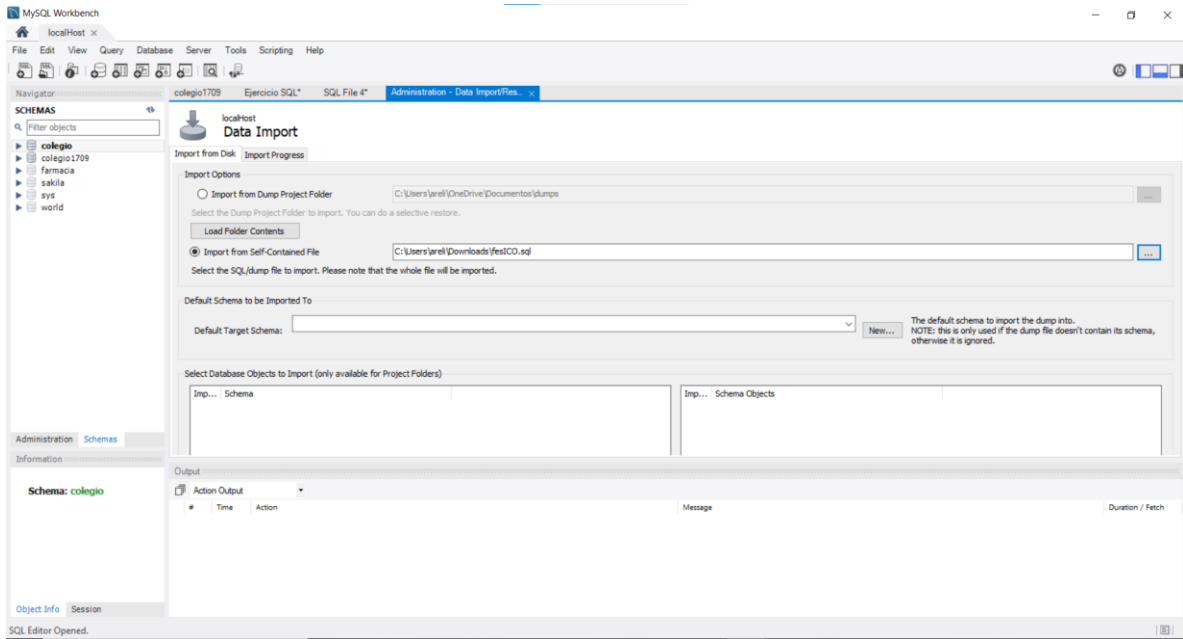 MySQL Workbench
localHost ×
File Edit View Query Database Server Tools Scripting Help
Navigator
SCHEMAS
Filter objects
colegio
colegio1709
farmacia
sakila
sys
world
Administration Schemas
Information
Schema: colegio
Object Info Session
SQL Editor Opened.
colegio1709 Ejercicio SQL* SQL File 4* Administration - Data Import/Res... ×
localHost
Data Import
Import from Disk Import Progress
Import Options
Import from Dump Project Folder C:\Users\areli\OneDrive\Documentos\dumps ...
Select the Dump Project Folder to import. You can do a selective restore.
Load Folder Contents
Import from Self-Contained File C:\Users\areli\Downloads\fesICO.sql ...
Select the SQL/dump file to import. Please note that the whole file will be imported.
Default Schema to be Imported To
Default Target Schema: New...
The default schema to import the dump into.
NOTE: this is only used if the dump file doesn't contain its schema,
otherwise it is ignored.
Select Database Objects to Import (only available for Project Folders)
Imp... Schema
Imp... Schema Objects
Output
Action Output
# Time Action Message Duration / Fetch